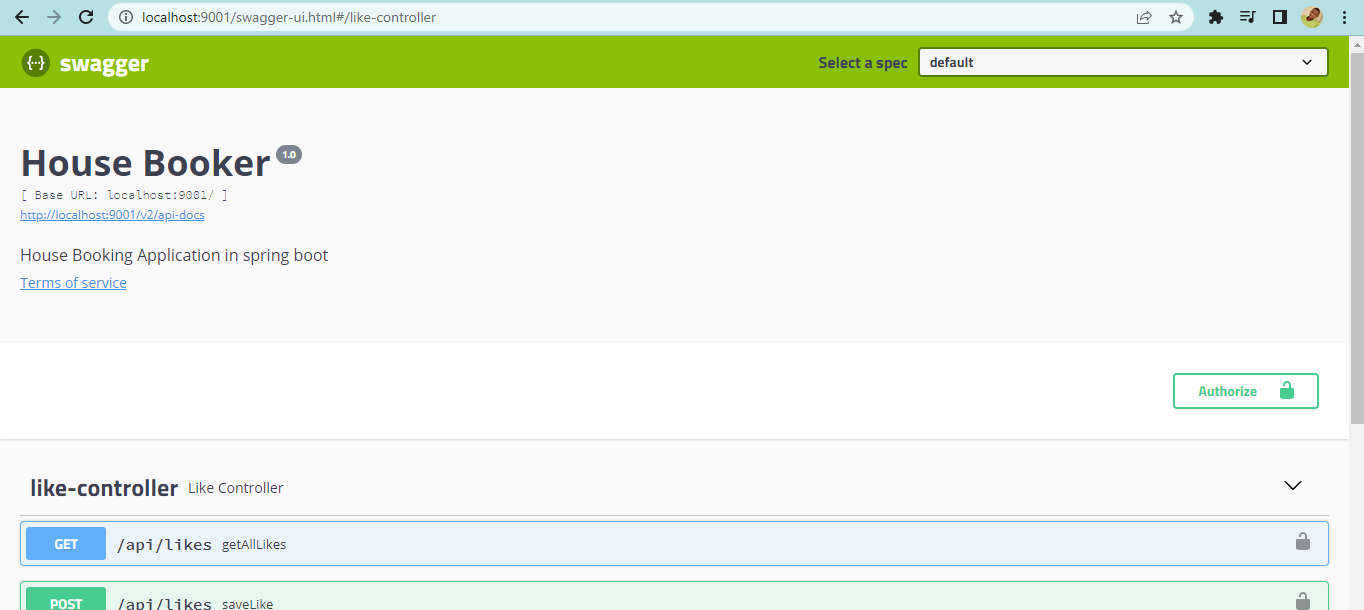 localhost:9001/swagger-ui.html#/like-controller
{··} swagger
Select a spec
default
House Booker 1.0
[ Base URL: localhost:9001/ ]
http://localhost:9001/v2/api-docs
House Booking Application in spring boot
Terms of service
Authorize
like-controller Like Controller
GET /api/likes getAllLikes
POST /api/likes saveLike